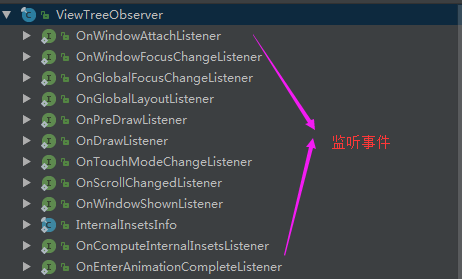 ViewTreeObserver
OnWindowAttachListener
OnWindowFocusChangeListener
OnGlobalFocusChangeListener
OnGlobalLayoutListener
OnPreDrawListener
OnDrawListener
监听事件
OnTouchModeChangeListener
OnScrollChangedListener
OnWindowShownListener
InternalInsetsInfo
OnComputeInternalInsetsListener
OnEnterAnimationCompleteListener